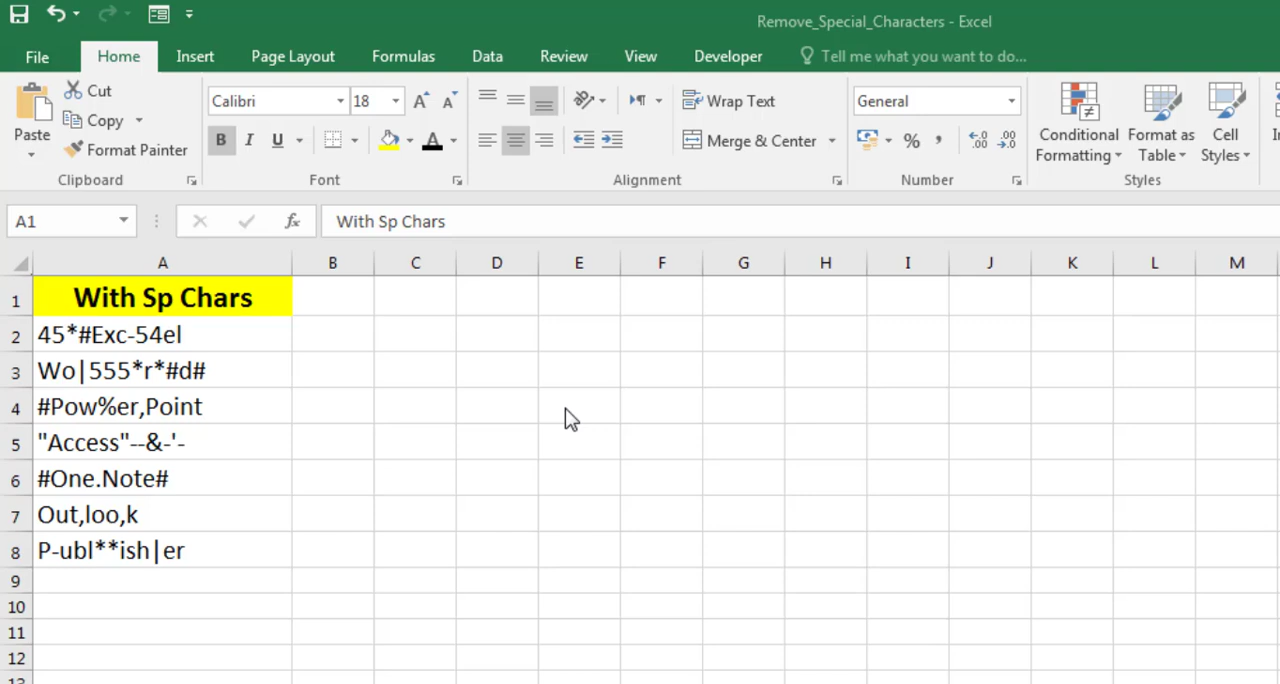 Remove_Special_Characters - Excel
File Home Insert Page Layout Formulas Data Review View Developer Tell me what you want to do...
Cut
Copy
Format Painter
Paste
Clipboard
Calibri 18
B I U A
Font
Wrap Text
Merge & Center
Alignment
General
% ,
Number
Conditional Formatting
Format as Table
Cell Styles
Styles
A1 fx With Sp Chars
A B C D E F G H I J K L M
1 With Sp Chars
2 45*#Exc-54el
3 Wo|555*r*#d#
4 #Pow%er,Point
5 "Access"--&-'-
6 #One.Note#
7 Out,loo,k
8 P-ubl**ish|er
9
10
11
12